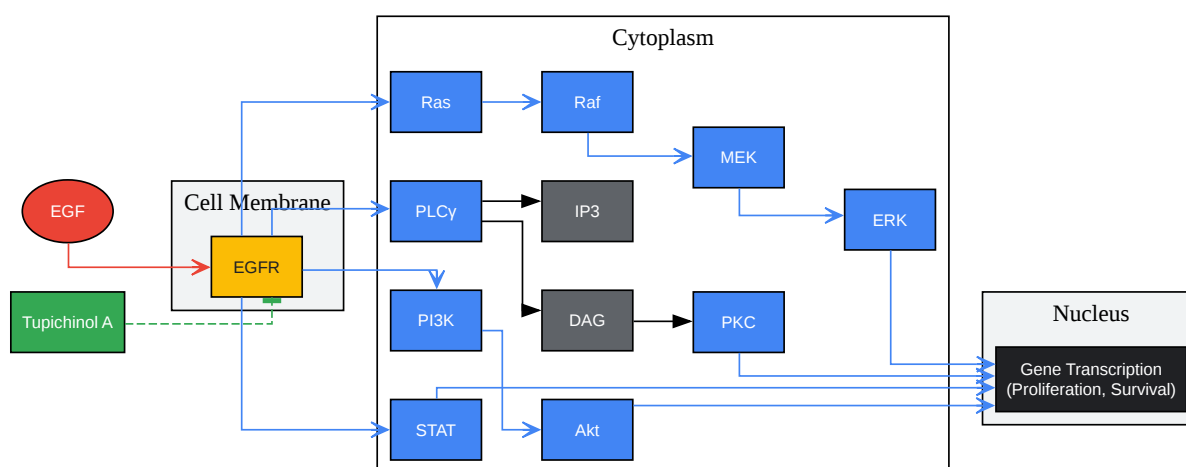 Cytoplasm
Ras
Raf
MEK
Cell Membrane
EGF
PLCγ
IP3
ERK
EGFR
Tupichinol A
PI3K
DAG
PKC
Nucleus
Gene Transcription
(Proliferation, Survival)
STAT
Akt